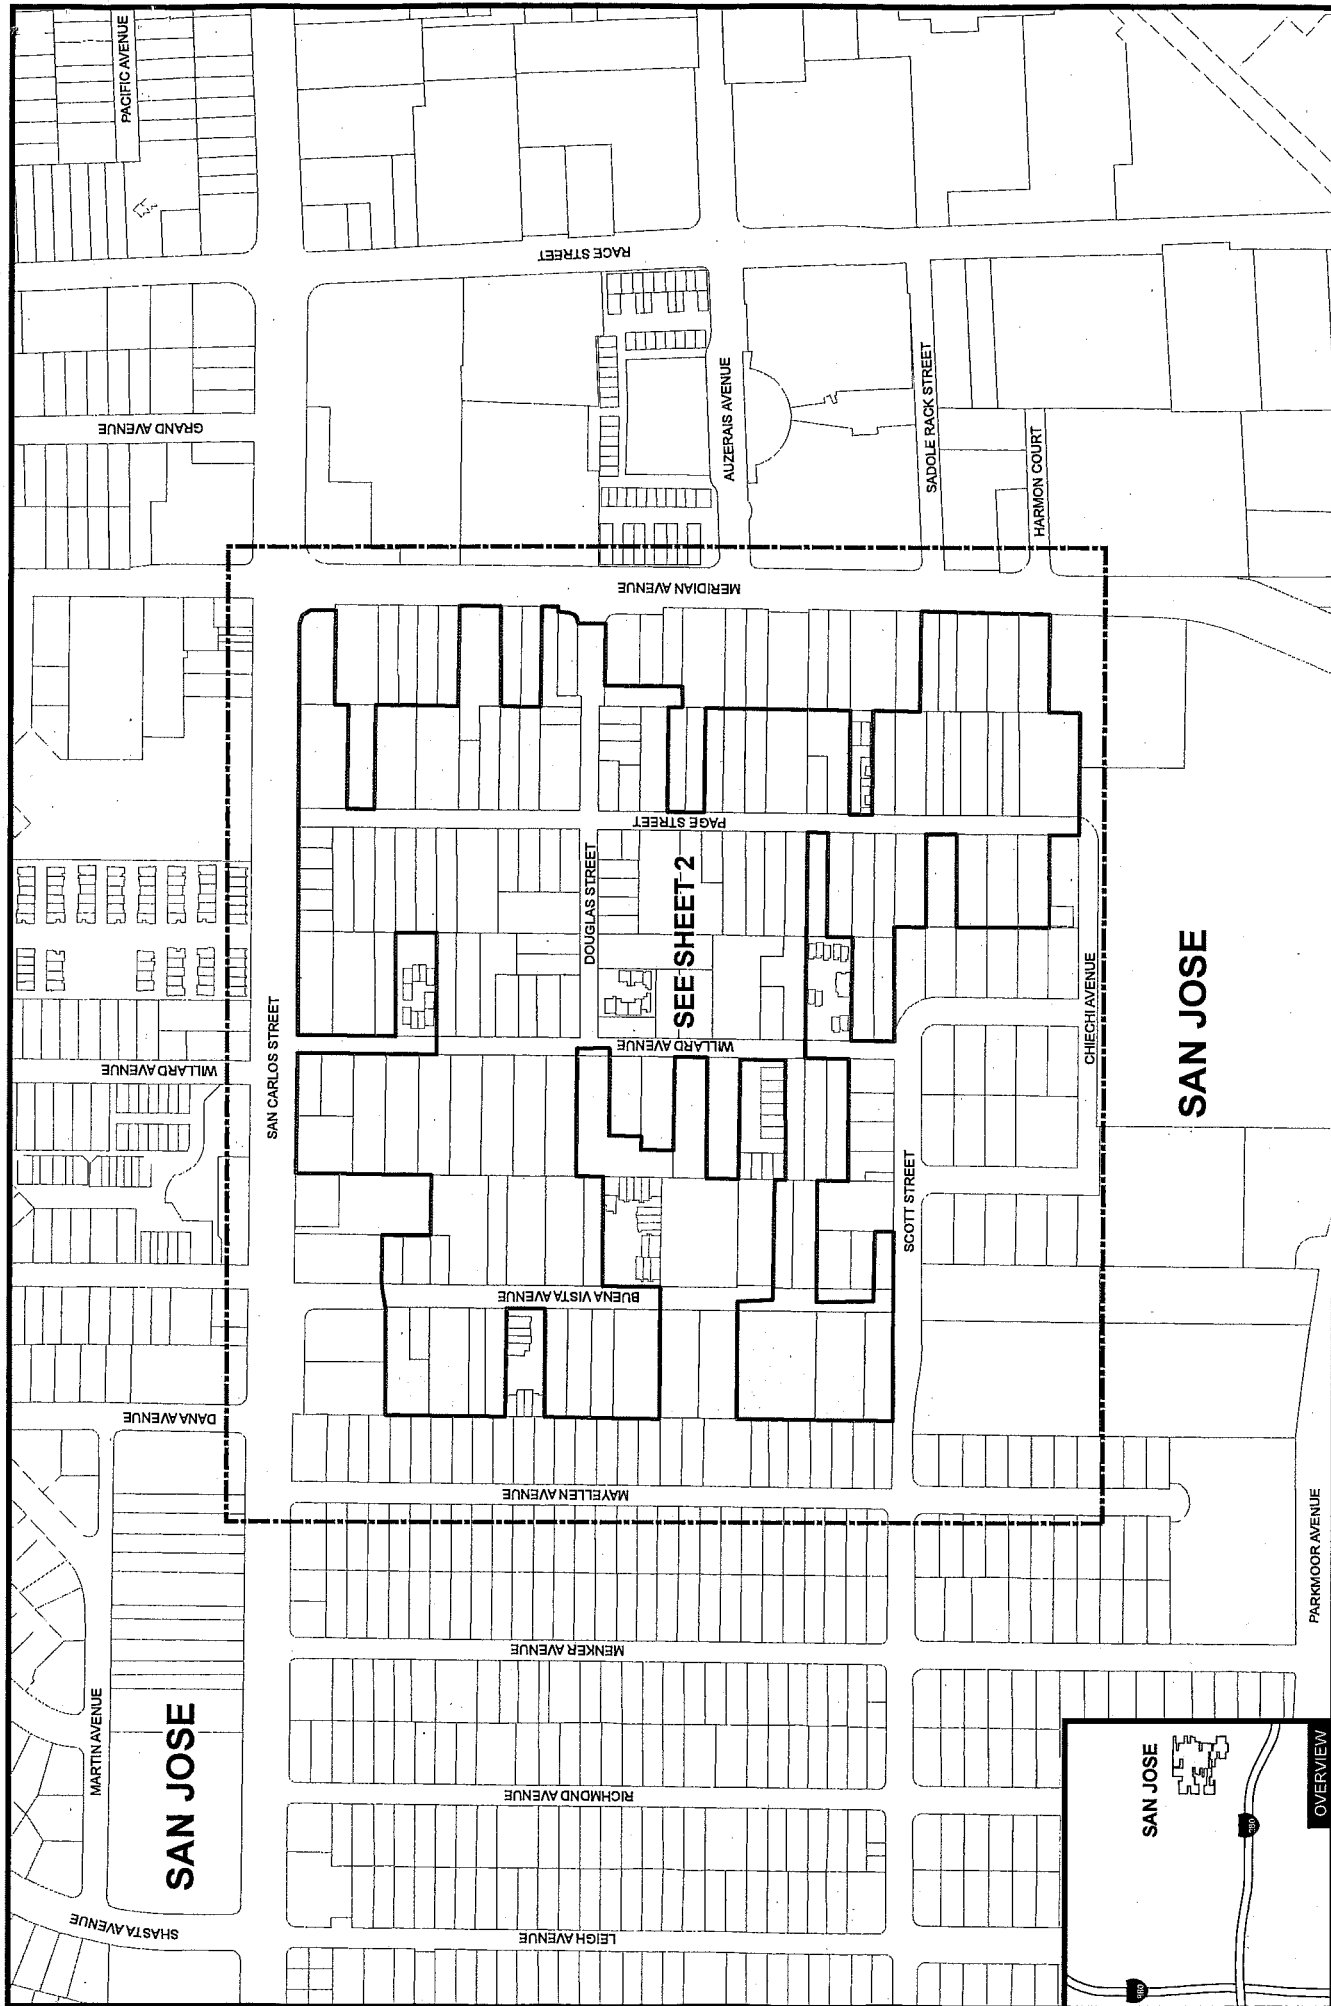 PACIFIC AVENUE
RACE STREET
GRAND AVENUE
AUZERAIS AVENUE
SADDLE RACK STREET
HARMON COURT
MERIDIAN AVENUE
PAGE STREET
DOUGLAS STREET
SEE SHEET 2
SAN CARLOS STREET
WILLARD AVENUE
WILLARD AVENUE
CHIECHI AVENUE
SAN JOSE
SCOTT STREET
BUENA VISTA AVENUE
DANA AVENUE
MAYELLEN AVENUE
PARKMOOR AVENUE
MENKER AVENUE
MARTIN AVENUE
SAN JOSE
RICHMOND AVENUE
SHASTA AVENUE
LEIGH AVENUE
SAN JOSE
280
OVERVIEW